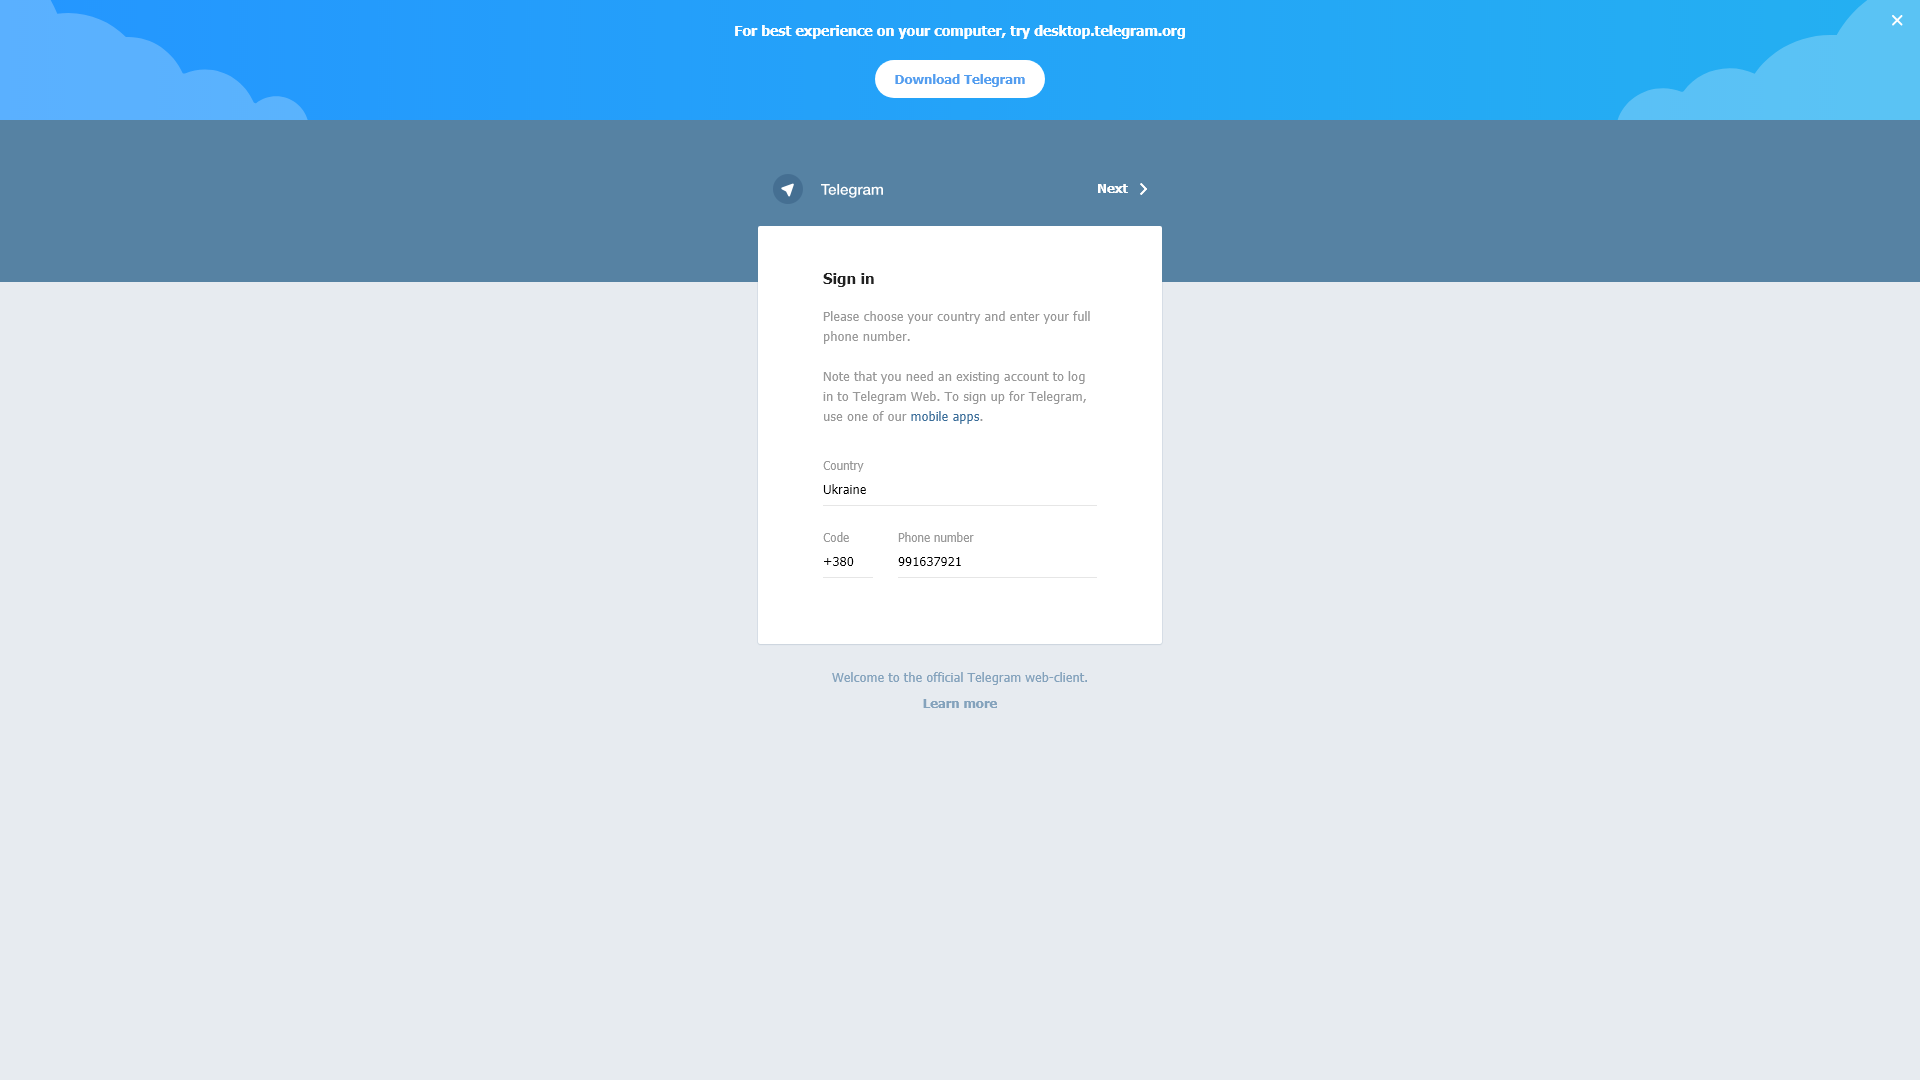 For best experience on your computer, try desktop.telegram.org
Download Telegram
Telegram
Next
Sign in
Please choose your country and enter your full
phone number.
Note that you need an existing account to log
in to Telegram Web. To sign up for Telegram,
use one of our mobile apps.
Country
Ukraine
Code
Phone number
+380
991637921
Welcome to the official Telegram web-client.
Learn more